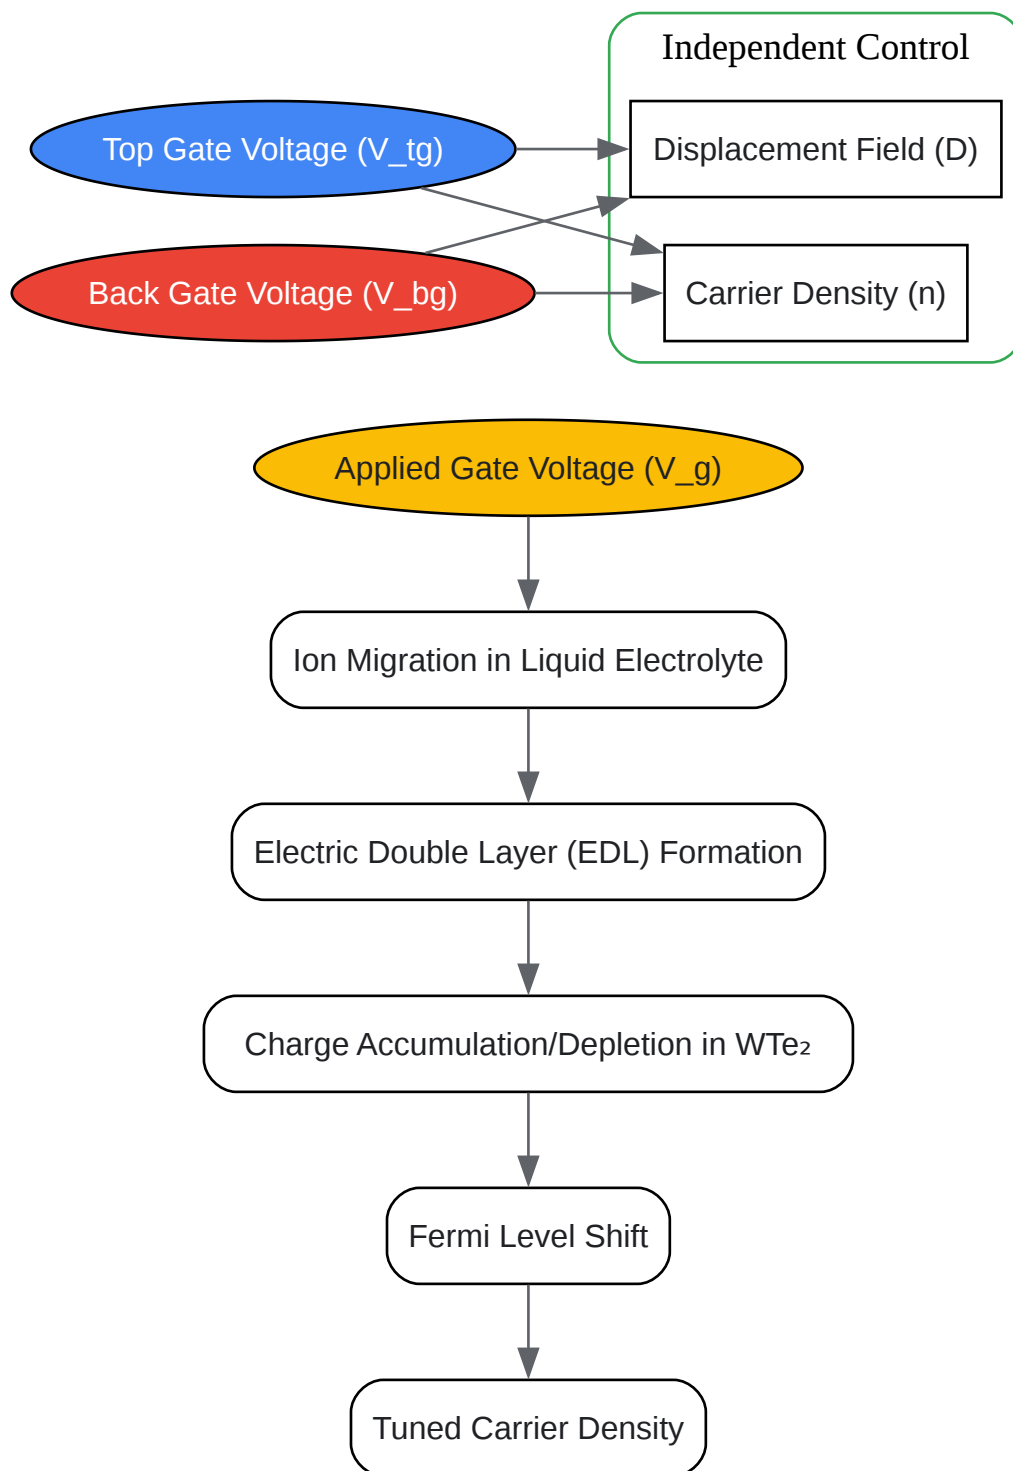 Independent Control
Top Gate Voltage (V_tg)
Displacement Field (D)
Back Gate Voltage (V_bg)
Carrier Density (n)
Applied Gate Voltage (V_g)
Ion Migration in Liquid Electrolyte
Electric Double Layer (EDL) Formation
Charge Accumulation/Depletion in WTe₂
Fermi Level Shift
Tuned Carrier Density